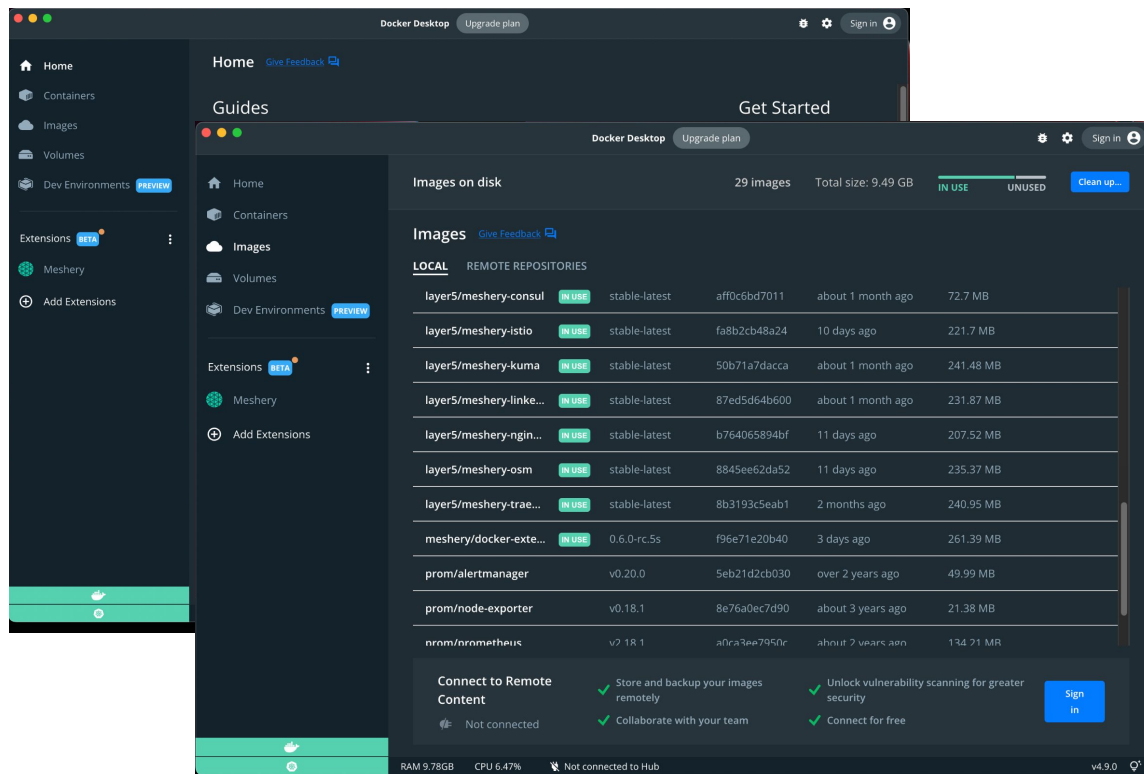 Docker Desktop Upgrade plan Sign in
Home
Containers
Images
Volumes
Dev Environments PREVIEW
Extensions BETA
Meshery
Add Extensions
Home Give Feedback
Guides Get Started
Docker Desktop Upgrade plan Sign in
Home
Containers
Images
Volumes
Dev Environments PREVIEW
Extensions BETA
Meshery
Add Extensions
Images on disk 29 images Total size: 9.49 GB IN USE UNUSED Clean up...
Images Give Feedback
LOCAL REMOTE REPOSITORIES
layer5/meshery-consul IN USE stable-latest aff0c6bd7011 about 1 month ago 72.7 MB
layer5/meshery-istio IN USE stable-latest fa8b2cb48a24 10 days ago 221.7 MB
layer5/meshery-kuma IN USE stable-latest 50b71a7dacca about 1 month ago 241.48 MB
layer5/meshery-linke... IN USE stable-latest 87ed5d64b600 about 1 month ago 231.87 MB
layer5/meshery-ngin... IN USE stable-latest b764065894bf 11 days ago 207.52 MB
layer5/meshery-osm IN USE stable-latest 8845ee62da52 11 days ago 235.37 MB
layer5/meshery-trae... IN USE stable-latest 8b3193c5eab1 2 months ago 240.95 MB
meshery/docker-exte... IN USE 0.6.0-rc.5s f96e71e20b40 3 days ago 261.39 MB
prom/alertmanager v0.20.0 5eb21d2cb030 over 2 years ago 49.99 MB
prom/node-exporter v0.18.1 8e76a0ec7d90 about 3 years ago 21.38 MB
prom/prometheus v2.18.1 a0ca3ee7950c about 2 years ago 134.21 MB
Connect to Remote
Content
Not connected
Store and backup your images
remotely
Collaborate with your team
Unlock vulnerability scanning for greater
security
Connect for free
Sign
in
RAM 9.78GB CPU 6.47% Not connected to Hub v4.9.0